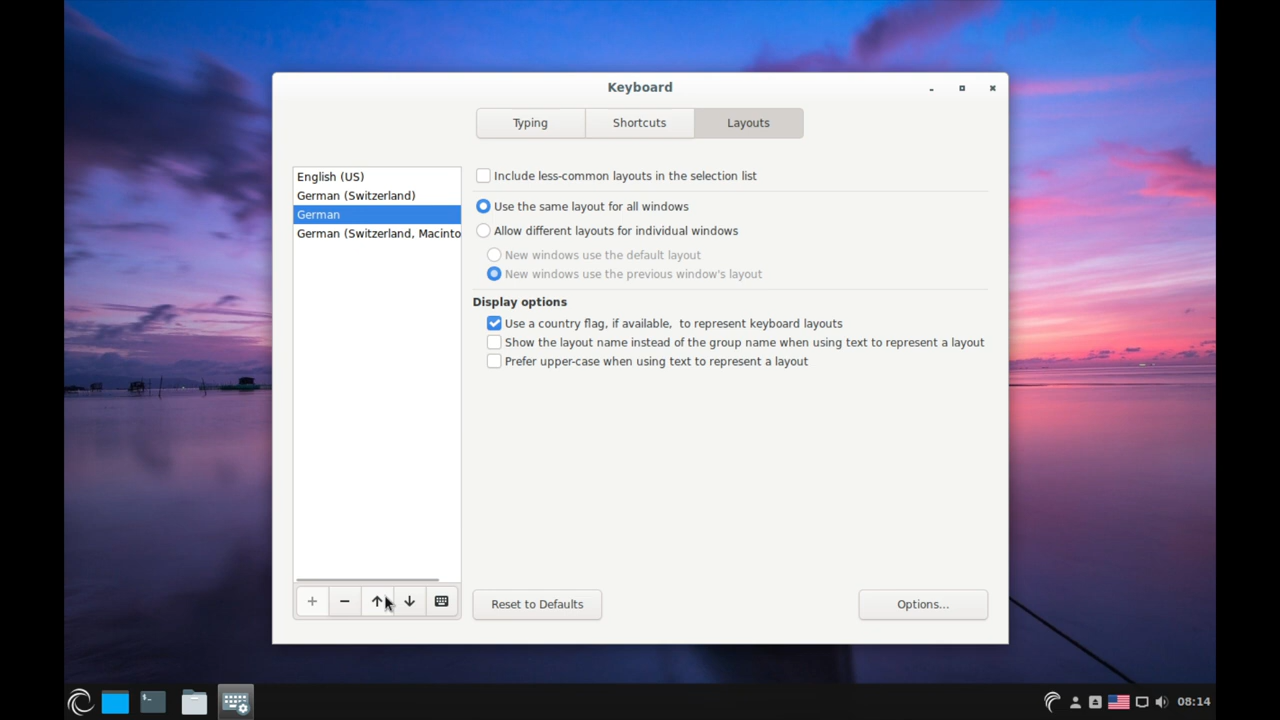 Keyboard
Typing
Shortcuts
Layouts
English (US)
German (Switzerland)
German
German (Switzerland, Macinto
Include less-common layouts in the selection list
Use the same layout for all windows
Allow different layouts for individual windows
New windows use the default layout
New windows use the previous window's layout
Display options
Use a country flag, if available,  to represent keyboard layouts
Show the layout name instead of the group name when using text to represent a layout
Prefer upper-case when using text to represent a layout
Reset to Defaults
Options...
08:14